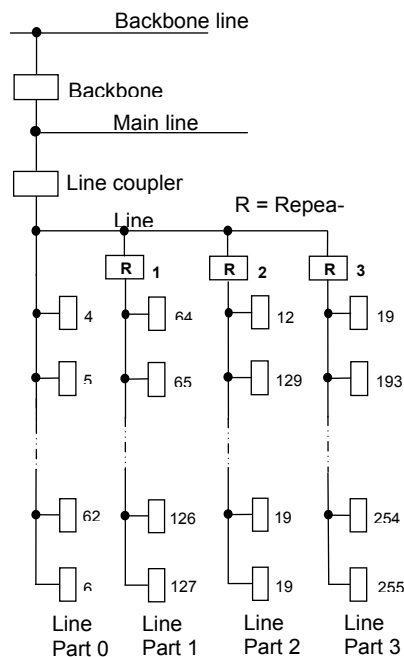 Backbone line
Backbone
Main line
Line coupler
R = Repea-
Line
R 1 R 2 R 3
4 64 12 19
5 65 129 193
62 126 19 254
6 127 19 255
Line Line Line Line
Part 0 Part 1 Part 2 Part 3